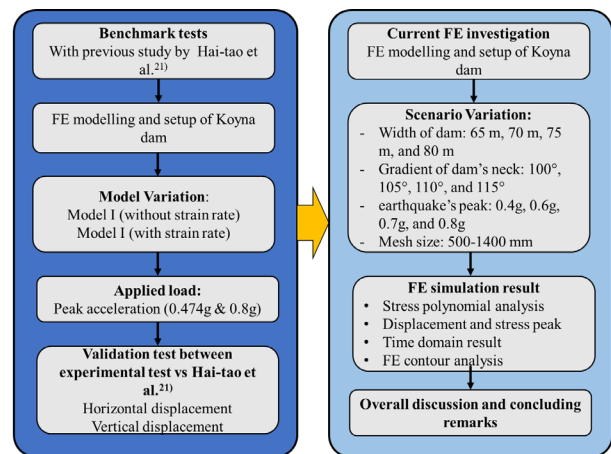 Benchmark tests
With previous study by Hai-tao et
al.21)
FE modelling and setup of Koyna
dam
Model Variation:
Model I (without strain rate)
Model I (with strain rate)
Applied load:
Peak acceleration (0.474g & 0.8g)
Validation test between
experimental test vs Hai-tao et
al.21)
Horizontal displacement
Vertical displacement
Current FE investigation
FE modelling and setup of Koyna
dam
Scenario Variation:
- Width of dam: 65 m, 70 m, 75
m, and 80 m
- Gradient of dam's neck: 100°,
105°, 110°, and 115°
- earthquake's peak: 0.4g, 0.6g,
0.7g, and 0.8g
- Mesh size: 500-1400 mm
FE simulation result
• Stress polynomial analysis
• Displacement and stress peak
• Time domain result
• FE contour analysis
Overall discussion and concluding
remarks